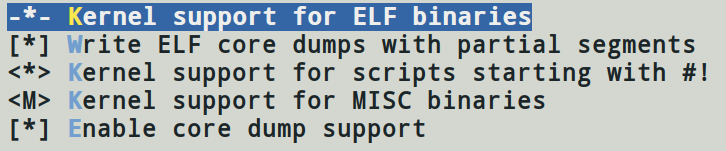 -*- Kernel support for ELF binaries
[*] Write ELF core dumps with partial segments
<*> Kernel support for scripts starting with #!
<M> Kernel support for MISC binaries
[*] Enable core dump support